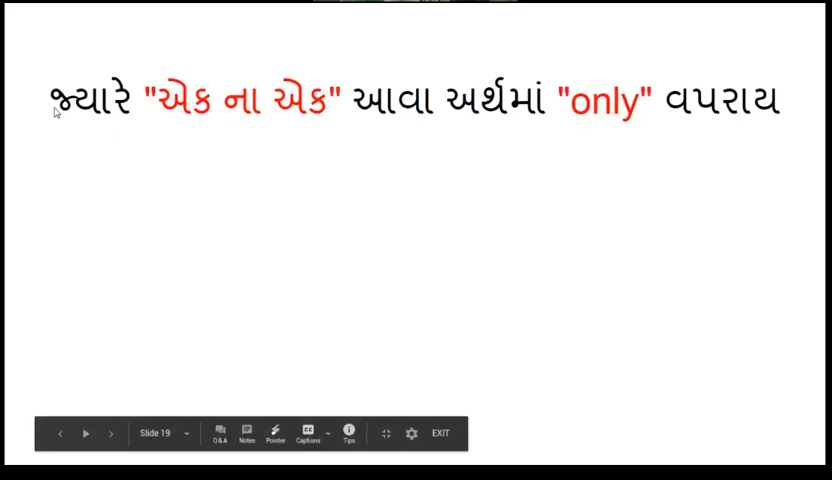 જ્યારે "એક ના એક" આવા અર્થમાં "only" વપરાય
Slide 19
Q&A Notes Pointer Captions Tips EXIT